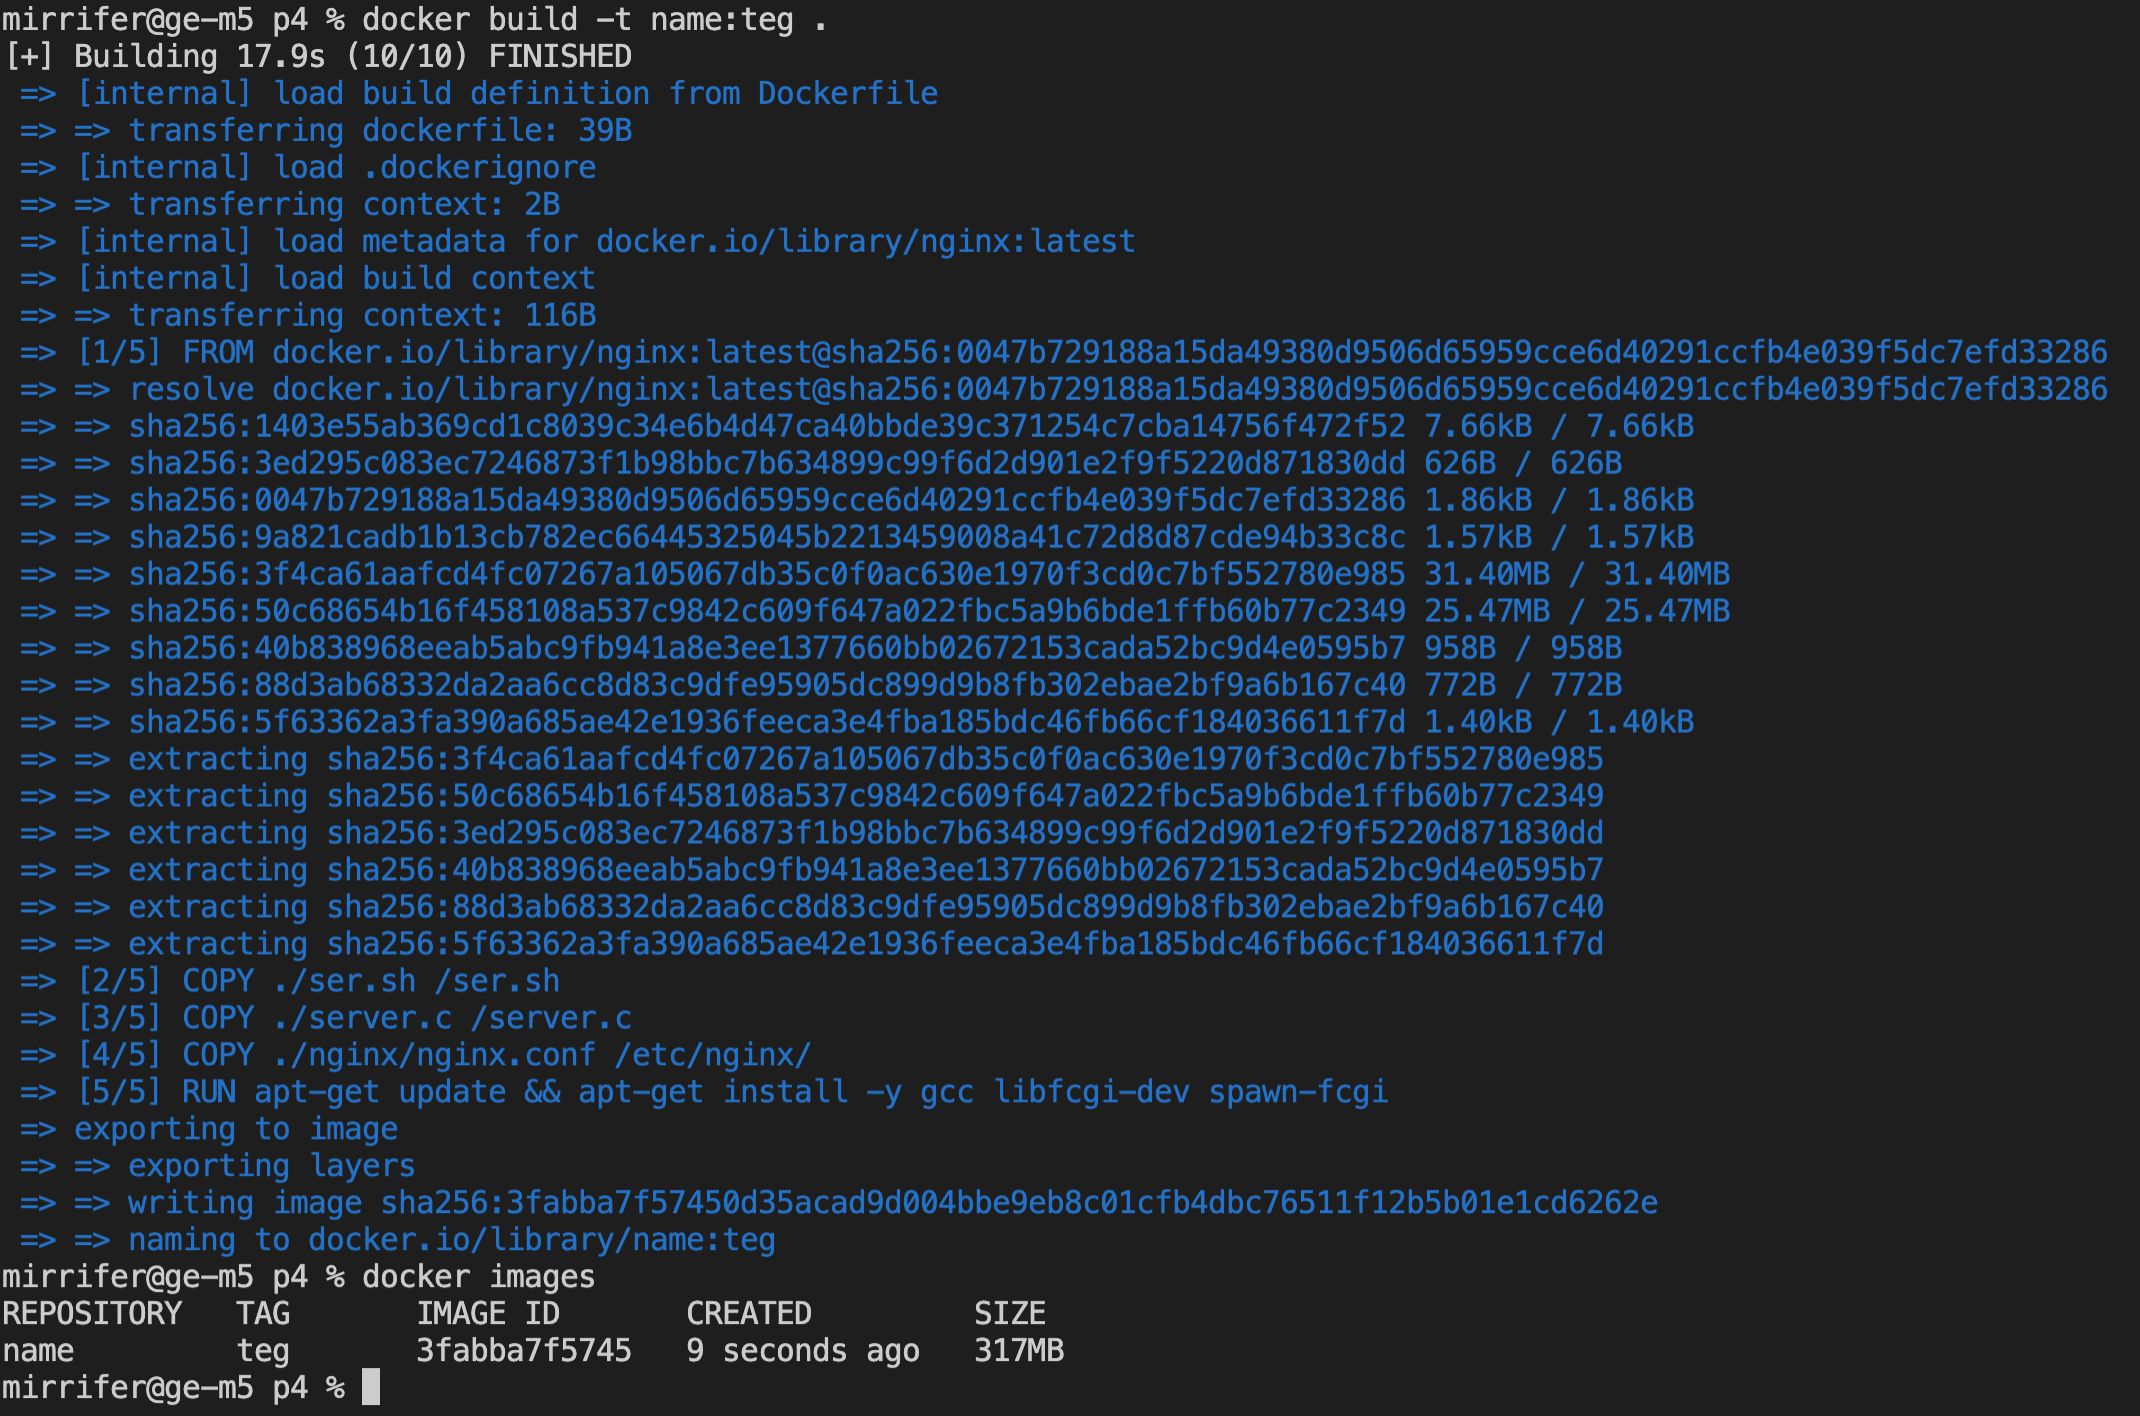 mirrifer@ge-m5 p4 % docker build -t name:teg .
[+] Building 17.9s (10/10) FINISHED
=> [internal] load build definition from Dockerfile
=> => transferring dockerfile: 39B
=> [internal] load .dockerignore
=> => transferring context: 2B
=> [internal] load metadata for docker.io/library/nginx:latest
=> [internal] load build context
=> => transferring context: 116B
=> [1/5] FROM docker.io/library/nginx:latest@sha256:0047b729188a15da49380d9506d65959cce6d40291ccfb4e039f5dc7efd33286
=> => resolve docker.io/library/nginx:latest@sha256:0047b729188a15da49380d9506d65959cce6d40291ccfb4e039f5dc7efd33286
=> => sha256:1403e55ab369cd1c8039c34e6b4d47ca40bbde39c371254c7cba14756f472f52 7.66kB / 7.66kB
=> => sha256:3ed295c083ec7246873f1b98bbc7b634899c99f6d2d901e2f9f5220d871830dd 626B / 626B
=> => sha256:0047b729188a15da49380d9506d65959cce6d40291ccfb4e039f5dc7efd33286 1.86kB / 1.86kB
=> => sha256:9a821cadb1b13cb782ec66445325045b2213459008a41c72d8d87cde94b33c8c 1.57kB / 1.57kB
=> => sha256:3f4ca61aafcd4fc07267a105067db35c0f0ac630e1970f3cd0c7bf552780e985 31.40MB / 31.40MB
=> => sha256:50c68654b16f458108a537c9842c609f647a022fbc5a9b6bde1ffb60b77c2349 25.47MB / 25.47MB
=> => sha256:40b838968eeab5abc9fb941a8e3ee1377660bb02672153cada52bc9d4e0595b7 958B / 958B
=> => sha256:88d3ab68332da2aa6cc8d83c9dfe95905dc899d9b8fb302ebae2bf9a6b167c40 772B / 772B
=> => sha256:5f63362a3fa390a685ae42e1936feeca3e4fba185bdc46fb66cf184036611f7d 1.40kB / 1.40kB
=> => extracting sha256:3f4ca61aafcd4fc07267a105067db35c0f0ac630e1970f3cd0c7bf552780e985
=> => extracting sha256:50c68654b16f458108a537c9842c609f647a022fbc5a9b6bde1ffb60b77c2349
=> => extracting sha256:3ed295c083ec7246873f1b98bbc7b634899c99f6d2d901e2f9f5220d871830dd
=> => extracting sha256:40b838968eeab5abc9fb941a8e3ee1377660bb02672153cada52bc9d4e0595b7
=> => extracting sha256:88d3ab68332da2aa6cc8d83c9dfe95905dc899d9b8fb302ebae2bf9a6b167c40
=> => extracting sha256:5f63362a3fa390a685ae42e1936feeca3e4fba185bdc46fb66cf184036611f7d
=> [2/5] COPY ./ser.sh /ser.sh
=> [3/5] COPY ./server.c /server.c
=> [4/5] COPY ./nginx/nginx.conf /etc/nginx/
=> [5/5] RUN apt-get update && apt-get install -y gcc libfcgi-dev spawn-fcgi
=> exporting to image
=> => exporting layers
=> => writing image sha256:3fabba7f57450d35acad9d004bbe9eb8c01cfb4dbc76511f12b5b01e1cd6262e
=> => naming to docker.io/library/name:teg
mirrifer@ge-m5 p4 % docker images
REPOSITORY TAG IMAGE ID CREATED SIZE
name teg 3fabba7f5745 9 seconds ago 317MB
mirrifer@ge-m5 p4 %